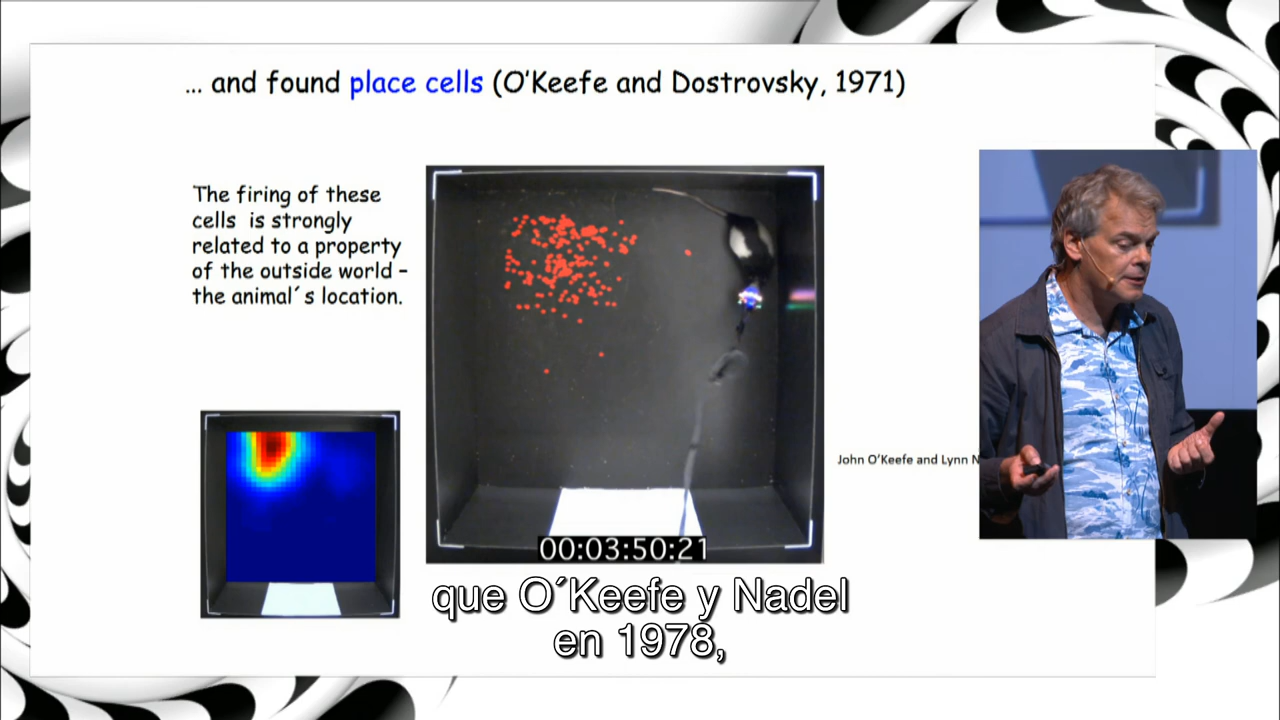 ... and found place cells (O'Keefe and Dostrovsky, 1971)
The firing of these
cells is strongly
related to a property
of the outside world –
the animal´s location.
John O'Keefe and Lynn N
00:03:50:21
que O´Keefe y Nadel
en 1978,